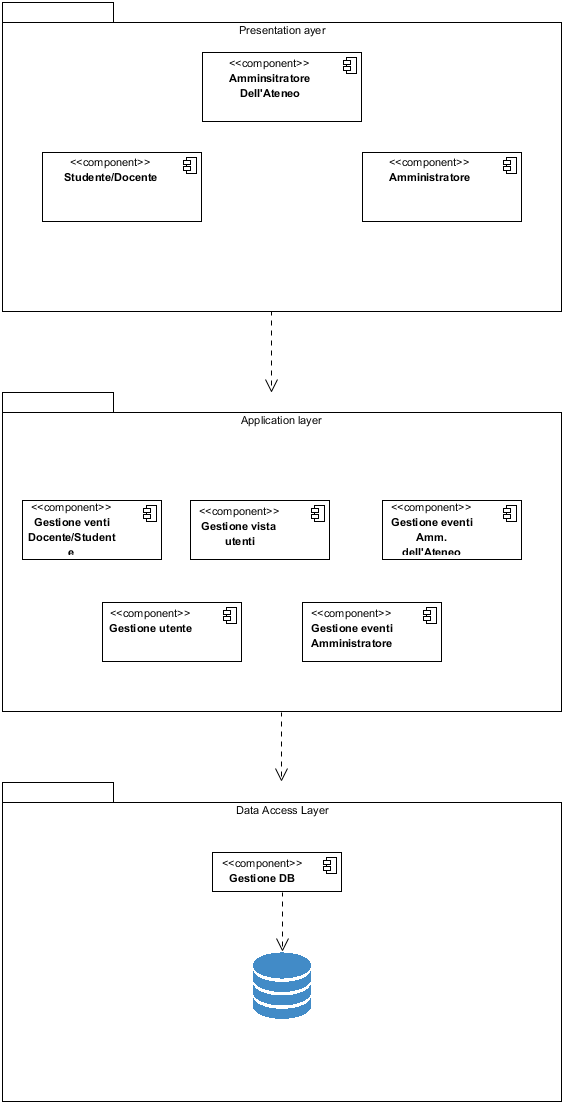 Presentation ayer
<<component>>
Amminsitratore
Dell'Ateneo
<<component>>
Studente/Docente
<<component>>
Amministratore
Application layer
<<component>>
Gestione venti
Docente/Student
e
<<component>>
Gestione vista
utenti
<<component>>
Gestione eventi
Amm.
dell'Ateneo
<<component>>
Gestione utente
<<component>>
Gestione eventi
Amministratore
Data Access Layer
<<component>>
Gestione DB